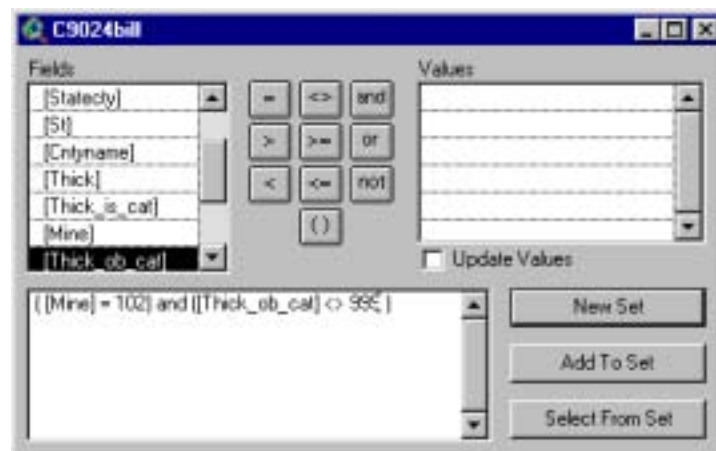 C9024bill
Fields
Values
[Statecty]
[St]
[Cntyname]
[Thick]
[Thick_is_cat]
[Mine]
[Thick_ob_cat]
= <> and
> >= or
< <= not
( )
Update Values
( [Mine] = 102) and ([Thick_ob_cat] <> )
New Set
Add To Set
Select From Set